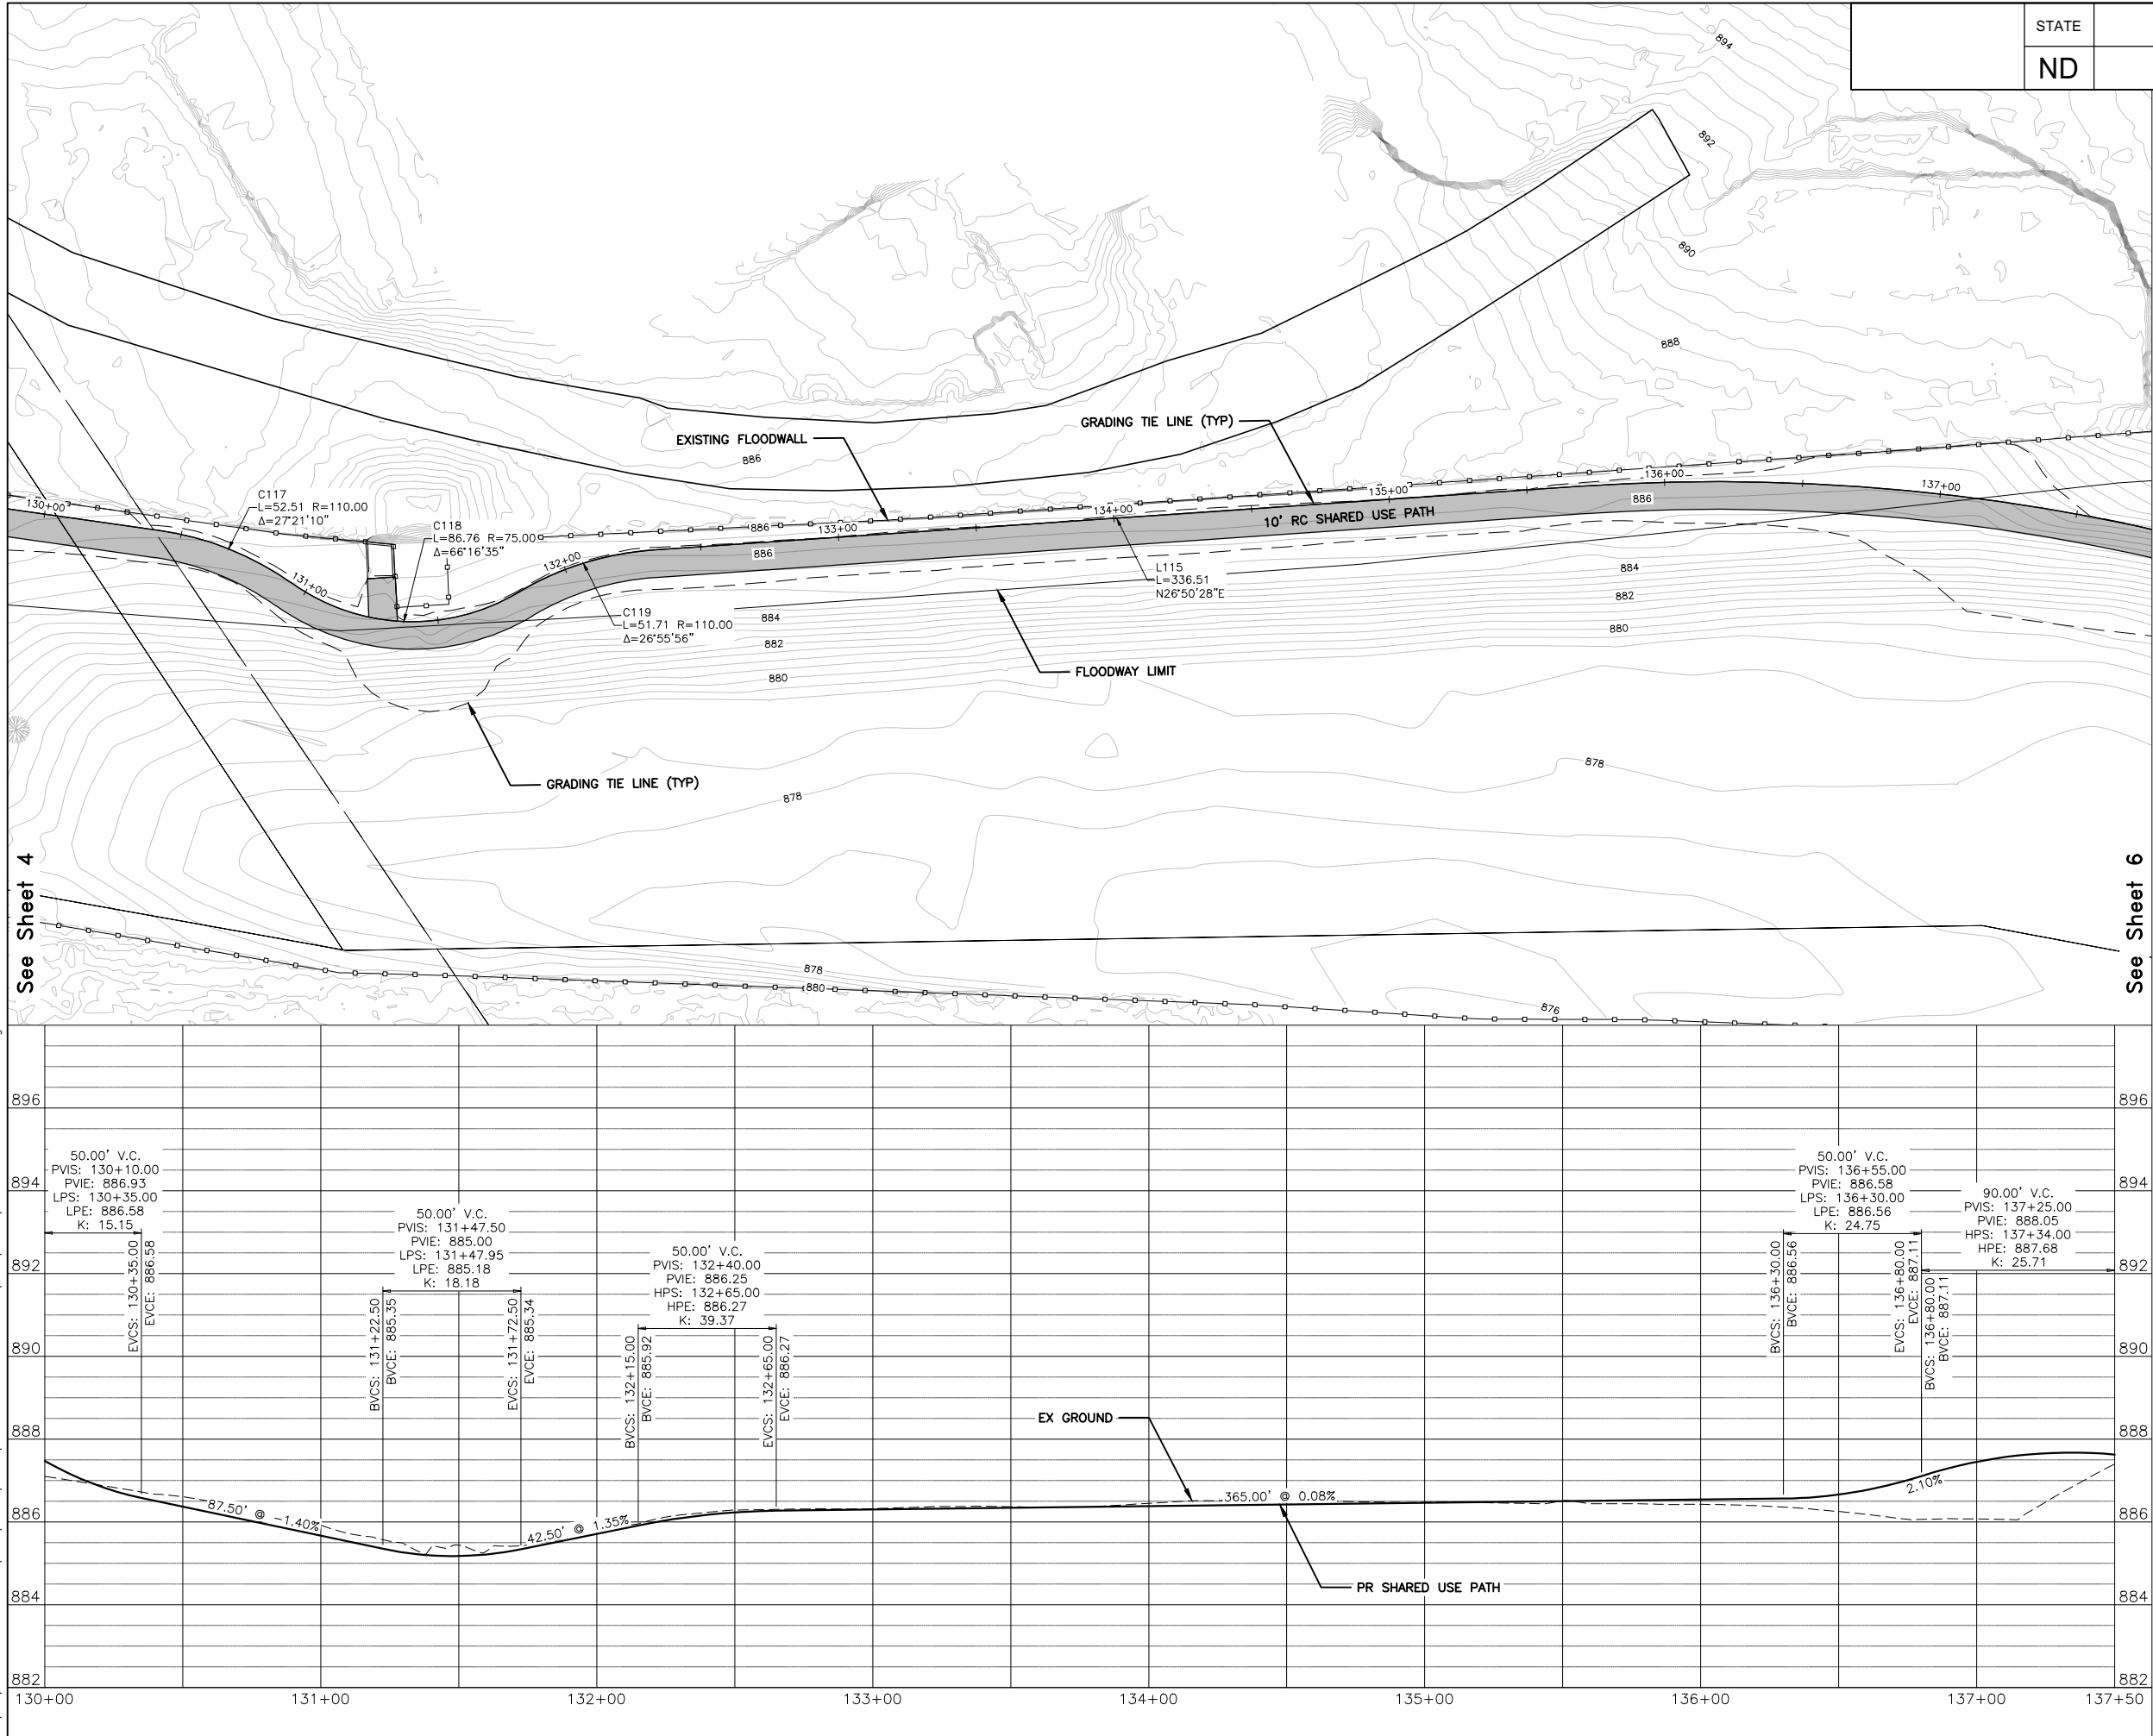 STATE
ND
894
892
890
888
EXISTING FLOODWALL
GRADING TIE LINE (TYP)
886
130+00
C117
L=52.51 R=110.00
Δ=27°21'10"
C118
L=86.76 R=75.00
Δ=66°16'35"
131+00
132+00
886
133+00
134+00
135+00
136+00
137+00
886
886
10' RC SHARED USE PATH
L115
L=336.51
N26°50'28"E
C119
L=51.71 R=110.00
Δ=26°55'56"
884
882
880
884
882
880
FLOODWAY LIMIT
GRADING TIE LINE (TYP)
878
878
See Sheet 4
See Sheet 6
878
880
876
896
896
894
894
892
892
890
890
888
888
886
886
884
884
882
882
50.00' V.C.
PVIS: 130+10.00
PVIE: 886.93
LPS: 130+35.00
LPE: 886.58
K: 15.15
EVCS: 130+35.00
EVCE: 886.58
50.00' V.C.
PVIS: 131+47.50
PVIE: 885.00
LPS: 131+47.95
LPE: 885.18
K: 18.18
BVCS: 131+22.50
BVCE: 885.35
EVCS: 131+72.50
EVCE: 885.34
50.00' V.C.
PVIS: 132+40.00
PVIE: 886.25
HPS: 132+65.00
HPE: 886.27
K: 39.37
BVCS: 132+15.00
BVCE: 885.92
EVCS: 132+65.00
EVCE: 886.27
50.00' V.C.
PVIS: 136+55.00
PVIE: 886.58
LPS: 136+30.00
LPE: 886.56
K: 24.75
BVCS: 136+30.00
BVCE: 886.56
EVCS: 136+80.00
EVCE: 887.11
90.00' V.C.
PVIS: 137+25.00
PVIE: 888.05
HPS: 137+34.00
HPE: 887.68
K: 25.71
BVCS: 136+80.00
BVCE: 887.11
EX GROUND
87.50' @ -1.40%
42.50' @ 1.35%
365.00' @ 0.08%
2.10%
PR SHARED USE PATH
130+00
131+00
132+00
133+00
134+00
135+00
136+00
137+00
137+50